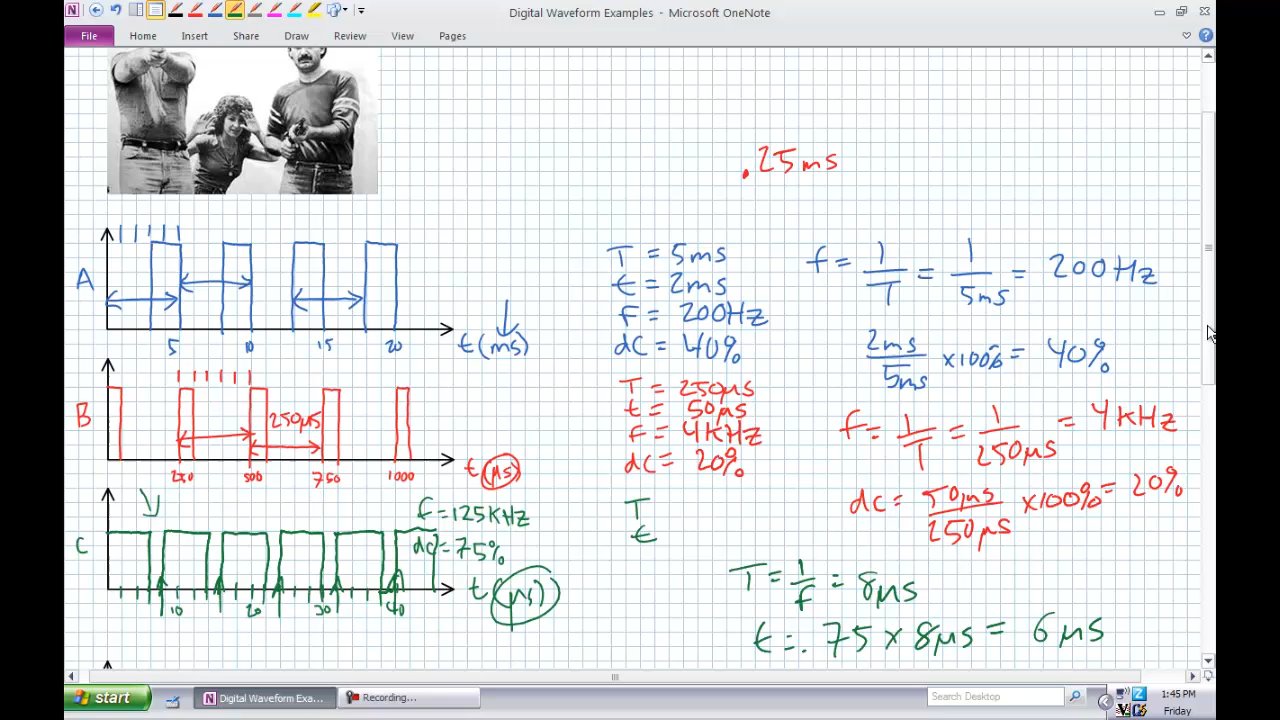 Digital Waveform Examples - Microsoft OneNote
File Home Insert Share Draw Review View Pages
.25ms
A
5 10 15 20 t(ms)
T = 5ms
t = 2ms
f = 200Hz
dc = 40%
f = 1/T = 1/5ms = 200Hz
2ms/5ms x100% = 40%
B
250µs
250 500 750 1000 t(µs)
T = 250µs
t = 50µs
f = 4KHz
dc = 20%
f = 1/T = 1/250µs = 4KHz
dc = 50µs/250µs x100% = 20%
C
f = 125KHz
dc = 75%
10 20 30 40 t(µs)
T
t
T = 1/f = 8µs
t = .75 x 8µs = 6µs
start
Digital Waveform Exa...
Recording...
Search Desktop
1:45 PM
Friday